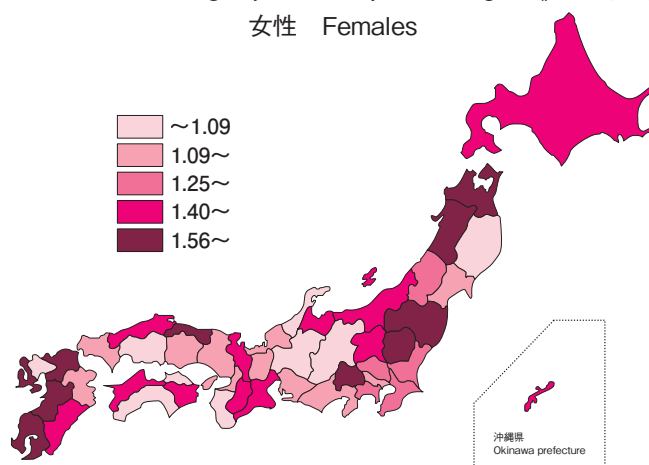 女性 Females
～1.09
1.09～
1.25～
1.40～
1.56～
沖縄県
Okinawa prefecture